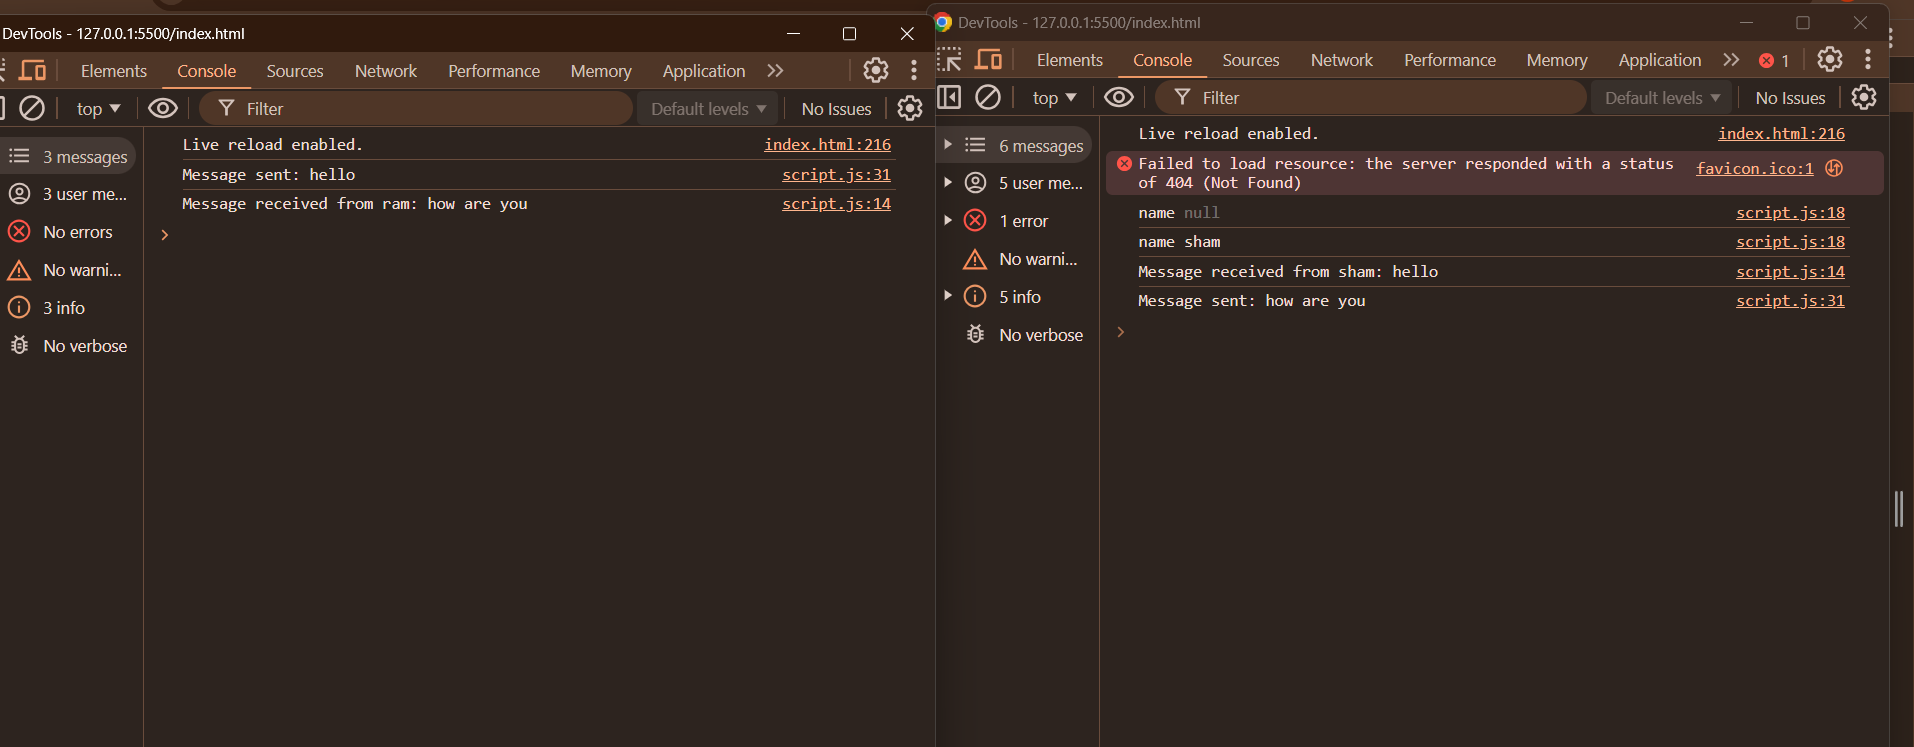 DevTools - 127.0.0.1:5500/index.html
Elements Console Sources Network Performance Memory Application
top Filter Default levels No Issues
3 messages
3 user me...
No errors
No warni...
3 info
No verbose
Live reload enabled. index.html:216
Message sent: hello script.js:31
Message received from ram: how are you script.js:14
DevTools - 127.0.0.1:5500/index.html
Elements Console Sources Network Performance Memory Application 1
top Filter Default levels No Issues
6 messages
5 user me...
1 error
No warni...
5 info
No verbose
Live reload enabled. index.html:216
Failed to load resource: the server responded with a status favicon.ico:1
of 404 (Not Found)
name null script.js:18
name sham script.js:18
Message received from sham: hello script.js:14
Message sent: how are you script.js:31